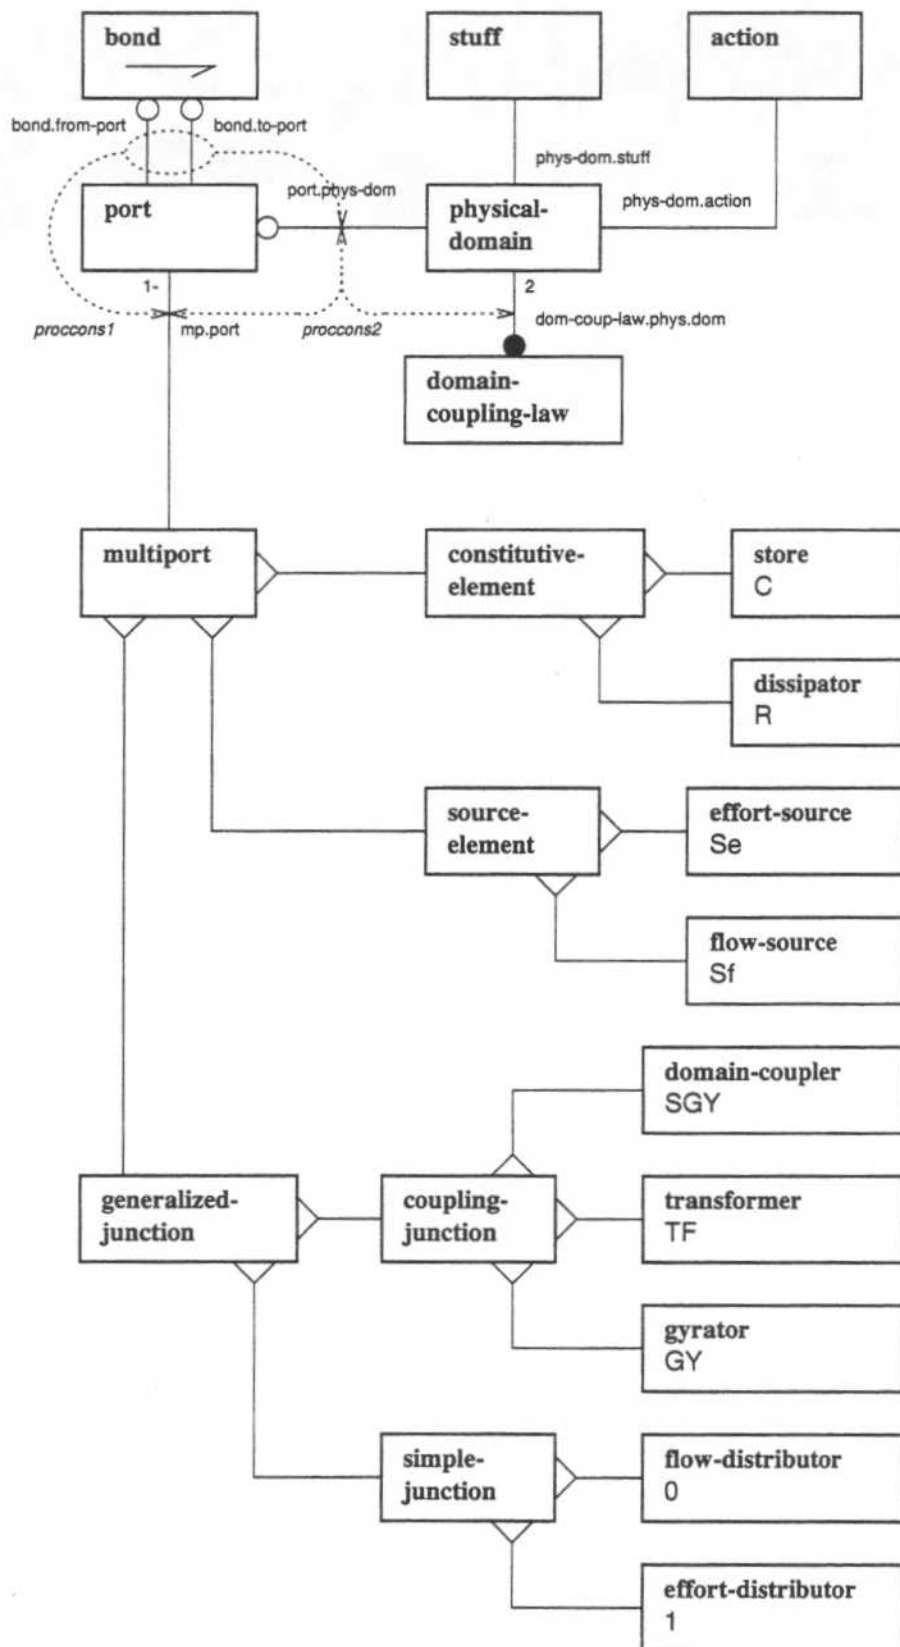 bond
stuff
action
bond.from-port
bond.to-port
phys-dom.stuff
port.phys-dom
phys-dom.action
port
physical-
domain
1-
2
proccons1
mp.port
proccons2
dom-coup-law.phys.dom
domain-
coupling-law
multiport
constitutive-
element
store
C
dissipator
R
source-
element
effort-source
Se
flow-source
Sf
domain-coupler
SGY
generalized-
junction
coupling-
junction
transformer
TF
gyrator
GY
simple-
junction
flow-distributor
0
effort-distributor
1